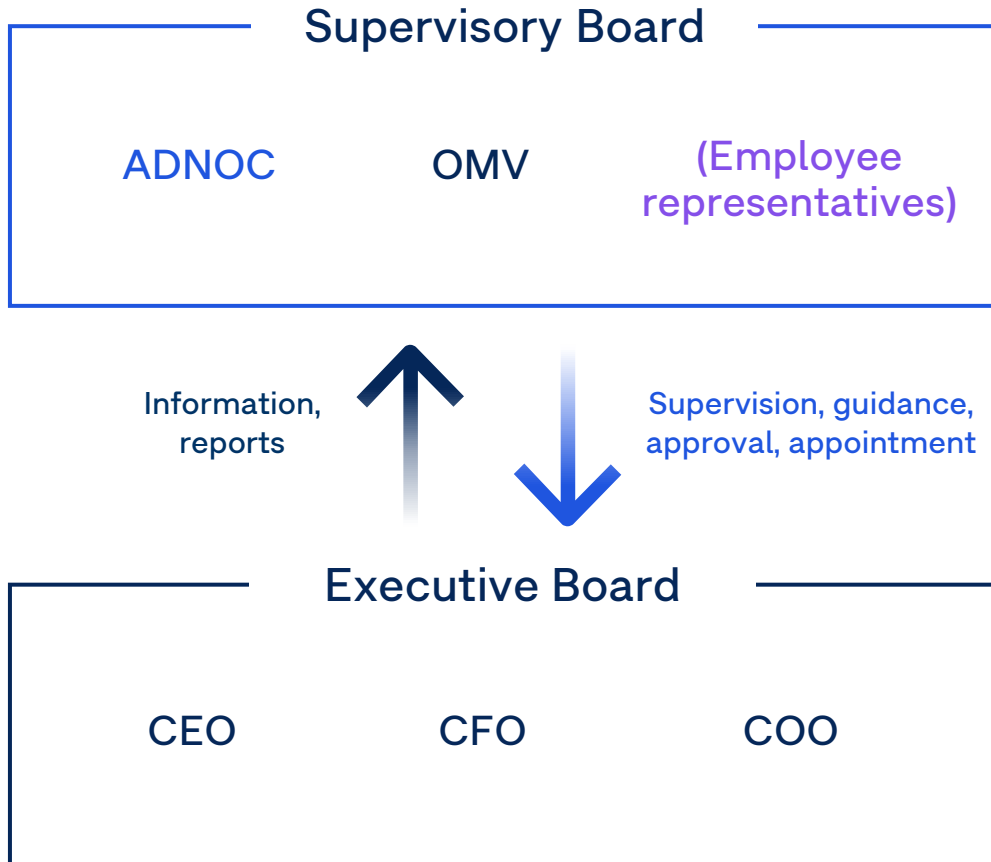 Supervisory Board
ADNOC
OMV
(Employee
representatives)
Information,
reports
Supervision, guidance,
approval, appointment
Executive Board
CEO
CFO
COO